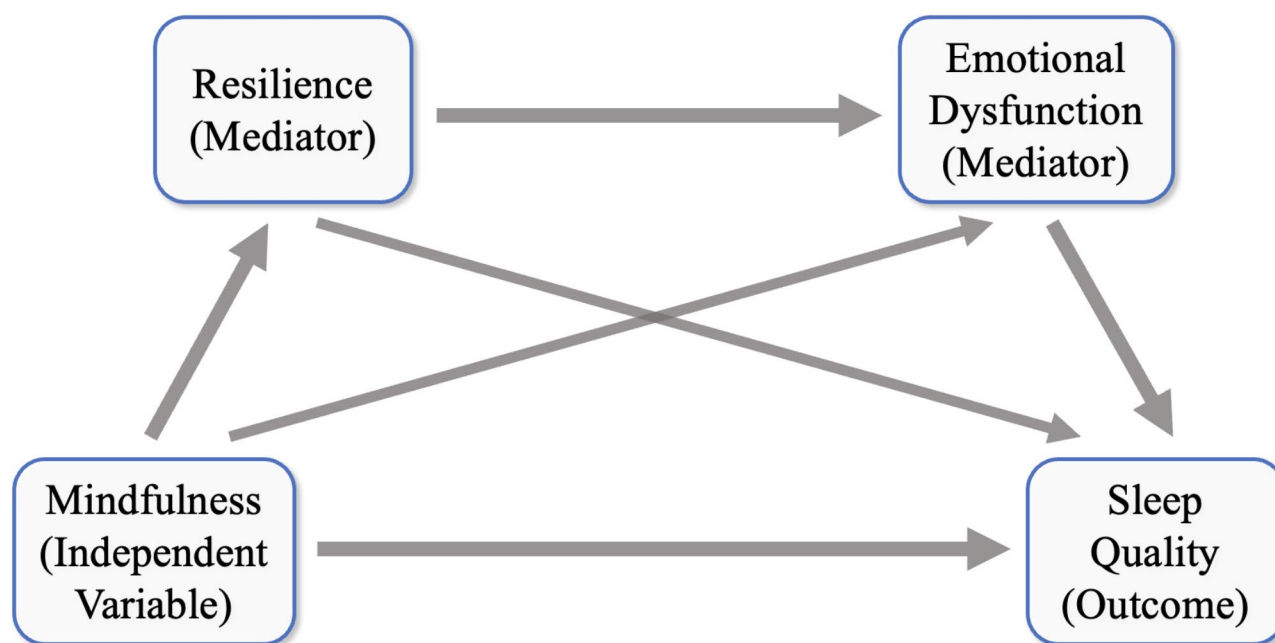 Resilience
(Mediator)
Emotional
Dysfunction
(Mediator)
Mindfulness
(Independent
Variable)
Sleep
Quality
(Outcome)